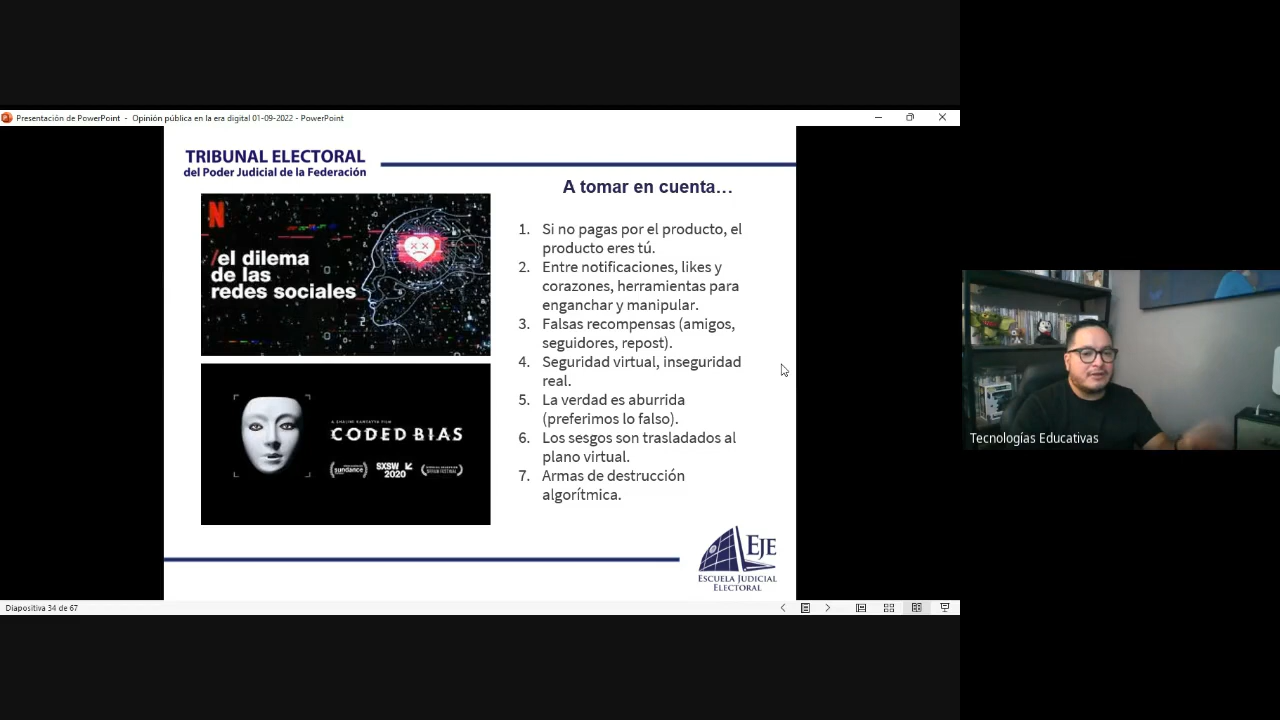 Presentación de PowerPoint - Opinión pública en la era digital 01-09-2022 - PowerPoint
TRIBUNAL ELECTORAL
del Poder Judicial de la Federación
A tomar en cuenta...
N
/el dilema
de las
redes sociales
1. Si no pagas por el producto, el
producto eres tú.
2. Entre notificaciones, likes y
corazones, herramientas para
enganchar y manipular.
3. Falsas recompensas (amigos,
seguidores, repost).
4. Seguridad virtual, inseguridad
real.
5. La verdad es aburrida
(preferimos lo falso).
6. Los sesgos son trasladados al
plano virtual.
7. Armas de destrucción
algorítmica.
CODED BIAS
sundance
SXSW
2020
EJE
ESCUELA JUDICIAL
ELECTORAL
Diapositiva 34 de 67
Tecnologías Educativas